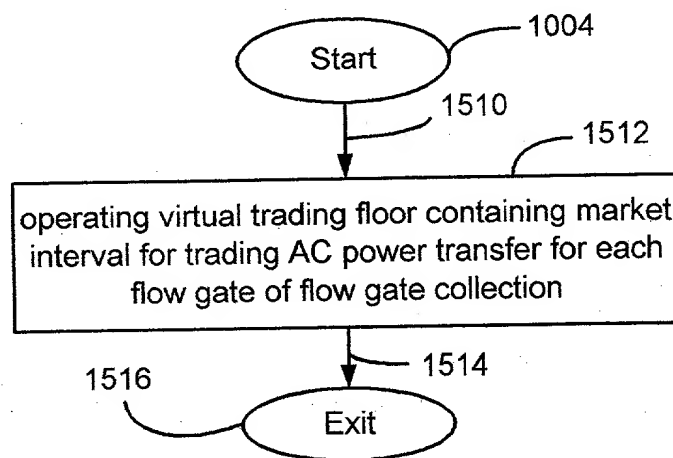 1004
Start
1510
1512
operating virtual trading floor containing market
interval for trading AC power transfer for each
flow gate of flow gate collection
1514
1516
Exit